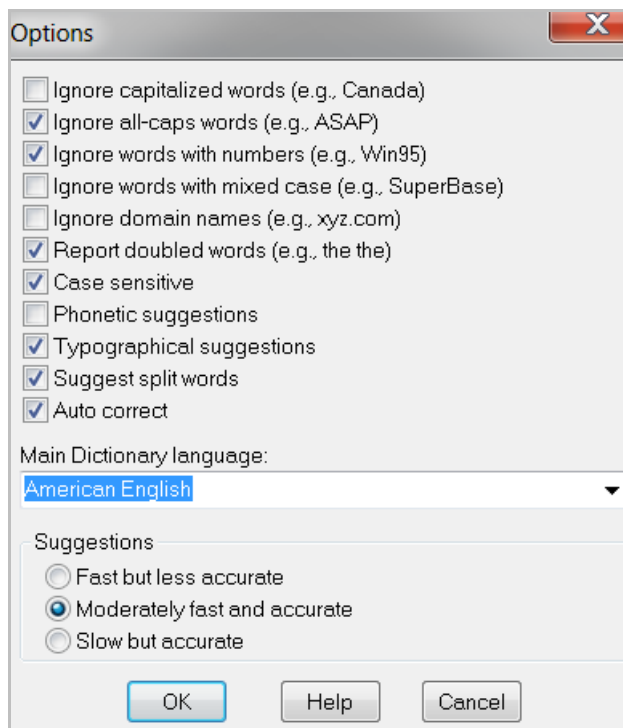 Options
Ignore capitalized words (e.g., Canada)
Ignore all-caps words (e.g., ASAP)
Ignore words with numbers (e.g., Win95)
Ignore words with mixed case (e.g., SuperBase)
Ignore domain names (e.g., xyz.com)
Report doubled words (e.g., the the)
Case sensitive
Phonetic suggestions
Typographical suggestions
Suggest split words
Auto correct
Main Dictionary language:
American English
Suggestions
Fast but less accurate
Moderately fast and accurate
Slow but accurate
OK Help Cancel